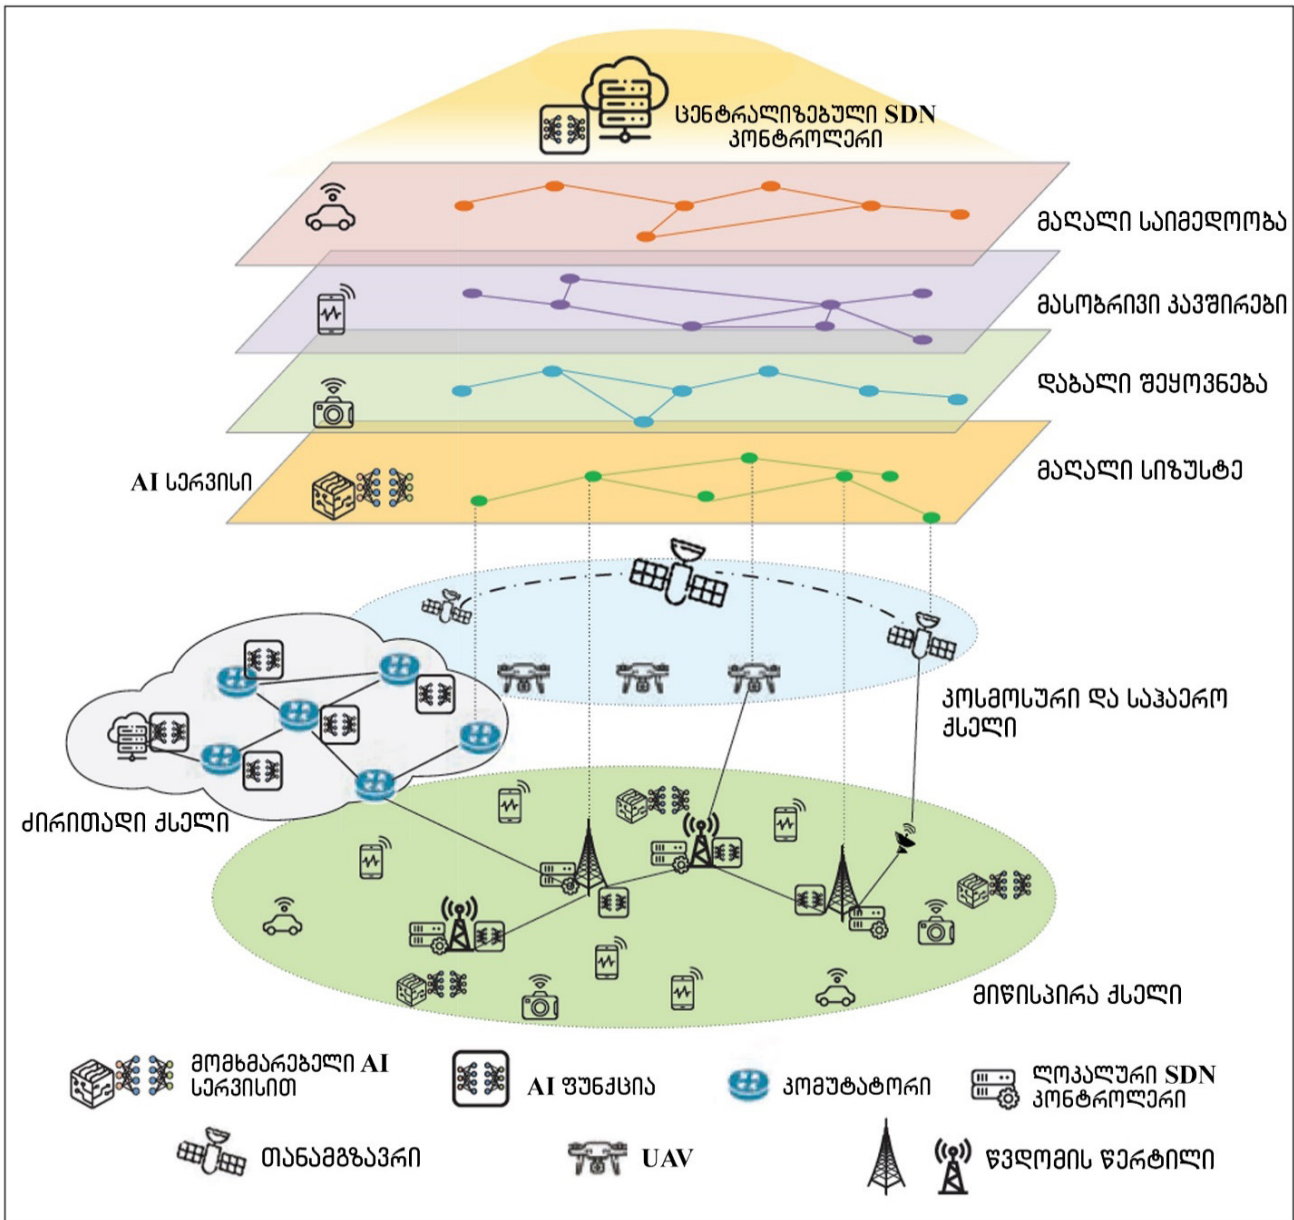 ცენტრალიზებული SDN
კონტროლერი
მაღალი საიმედოობა
მასობრივი კავშირები
დაბალი შეყოვნება
მაღალი სიზუსტე
AI სერვისი
კოსმოსური და საჰაერო
ქსელი
ძირითადი ქსელი
მიწისპირა ქსელი
მომხმარებელი AI
სერვისით
AI ფუნქცია
კომუტატორი
ლოკალური SDN
კონტროლერი
თანამგზავრი
UAV
წვდომის წერტილი